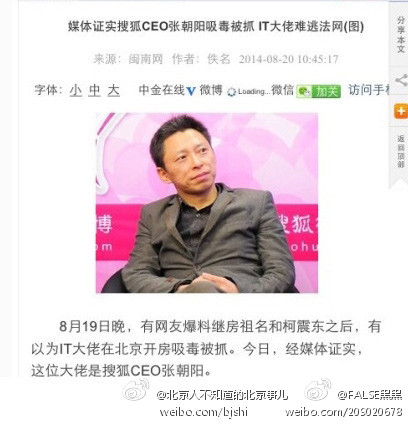 媒体证实搜狐CEO张朝阳吸毒被抓 IT大佬难逃法网(图)
来源：闽南网 作者：佚名 2014-08-20 10:45:17
字体：小 中 大 中金在线 微博 Loading... 微信 加关 访问手机
分享本文
返回顶部
博 搜狐
.com ohu
8月19日晚，有网友爆料继房祖名和柯震东之后，有
以为IT大佬在北京开房吸毒被抓。今日，经媒体证实，
这位大佬是搜狐CEO张朝阳。
@北京人不知道的北京事儿 @FALSE黑黑
weibo.com/bjshi weibo.com/209020678